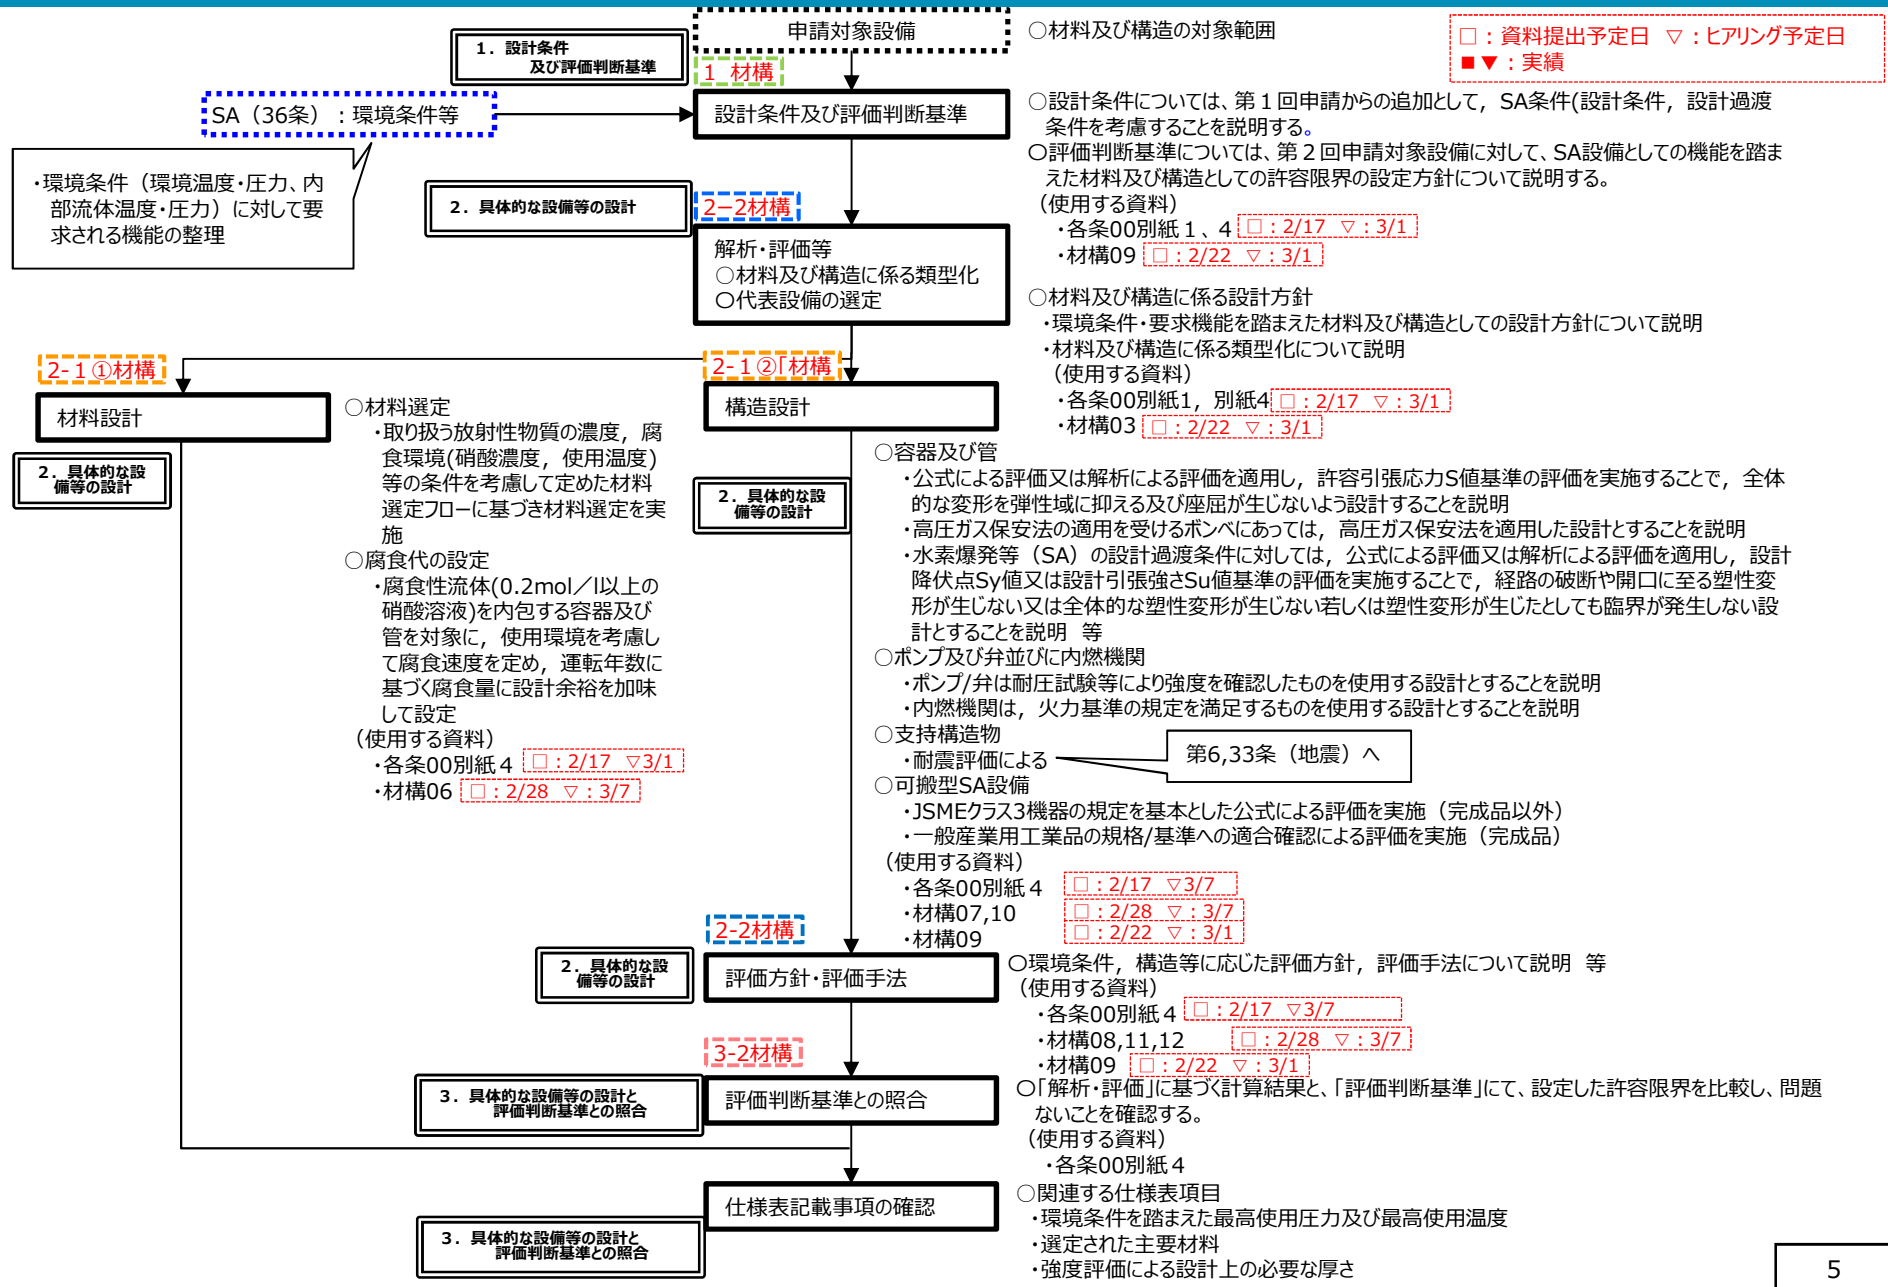 申請対象設備
○材料及び構造の対象範囲
□：資料提出予定日 ▽：ヒアリング予定日
■▼：実績
1．設計条件
及び評価判断基準
1 材構
SA（36条）：環境条件等
設計条件及び評価判断基準
○設計条件については、第１回申請からの追加として，SA条件(設計条件，設計過渡
条件を考慮することを説明する。
○評価判断基準については、第２回申請対象設備に対して、SA設備としての機能を踏ま
えた材料及び構造としての許容限界の設定方針について説明する。
（使用する資料）
・各条00別紙１、４ □：2/17 ▽：3/1
・材構09 □：2/22 ▽：3/1
・環境条件（環境温度・圧力、内
部流体温度・圧力）に対して要
求される機能の整理
2．具体的な設備等の設計
2−2材構
解析・評価等
○材料及び構造に係る類型化
○代表設備の選定
○材料及び構造に係る設計方針
・環境条件・要求機能を踏まえた材料及び構造としての設計方針について説明
・材料及び構造に係る類型化について説明
（使用する資料）
・各条00別紙1，別紙4 □：2/17 ▽：3/1
・材構03 □：2/22 ▽：3/1
2-１①材構
2-１②「材構
材料設計
2．具体的な設
備等の設計
○材料選定
・取り扱う放射性物質の濃度，腐
食環境(硝酸濃度，使用温度)
等の条件を考慮して定めた材料
選定フローに基づき材料選定を実
施
○腐食代の設定
・腐食性流体(0.2mol／l以上の
硝酸溶液)を内包する容器及び
管を対象に，使用環境を考慮し
て腐食速度を定め，運転年数に
基づく腐食量に設計余裕を加味
して設定
（使用する資料）
・各条00別紙４ □：2/17 ▽3/1
・材構06 □：2/28 ▽：3/7
構造設計
2．具体的な設
備等の設計
○容器及び管
・公式による評価又は解析による評価を適用し，許容引張応力S値基準の評価を実施することで，全体
的な変形を弾性域に抑える及び座屈が生じないよう設計することを説明
・高圧ガス保安法の適用を受けるボンベにあっては，高圧ガス保安法を適用した設計とすることを説明
・水素爆発等（SA）の設計過渡条件に対しては，公式による評価又は解析による評価を適用し，設計
降伏点Sy値又は設計引張強さSu値基準の評価を実施することで，経路の破断や開口に至る塑性変
形が生じない又は全体的な塑性変形が生じない若しくは塑性変形が生じたとしても臨界が発生しない設
計とすることを説明 等
○ポンプ及び弁並びに内燃機関
・ポンプ/弁は耐圧試験等により強度を確認したものを使用する設計とすることを説明
・内燃機関は，火力基準の規定を満足するものを使用する設計とすることを説明
○支持構造物
・耐震評価による
第6,33条（地震）へ
○可搬型SA設備
・JSMEクラス3機器の規定を基本とした公式による評価を実施（完成品以外）
・一般産業用工業品の規格/基準への適合確認による評価を実施（完成品）
（使用する資料）
・各条00別紙４ □：2/17 ▽3/7
・材構07,10 □：2/28 ▽：3/7
・材構09 □：2/22 ▽：3/1
2-2材構
2．具体的な設
備等の設計
評価方針・評価手法
○環境条件，構造等に応じた評価方針，評価手法について説明 等
（使用する資料）
・各条00別紙４ □：2/17 ▽3/7
・材構08,11,12 □：2/28 ▽：3/7
・材構09 □：2/22 ▽：3/1
3-2材構
3．具体的な設備等の設計と
評価判断基準との照合
評価判断基準との照合
○「解析・評価」に基づく計算結果と、「評価判断基準」にて、設定した許容限界を比較し、問題
ないことを確認する。
（使用する資料）
・各条00別紙４
仕様表記載事項の確認
3．具体的な設備等の設計と
評価判断基準との照合
○関連する仕様表項目
・環境条件を踏まえた最高使用圧力及び最高使用温度
・選定された主要材料
・強度評価による設計上の必要な厚さ
5